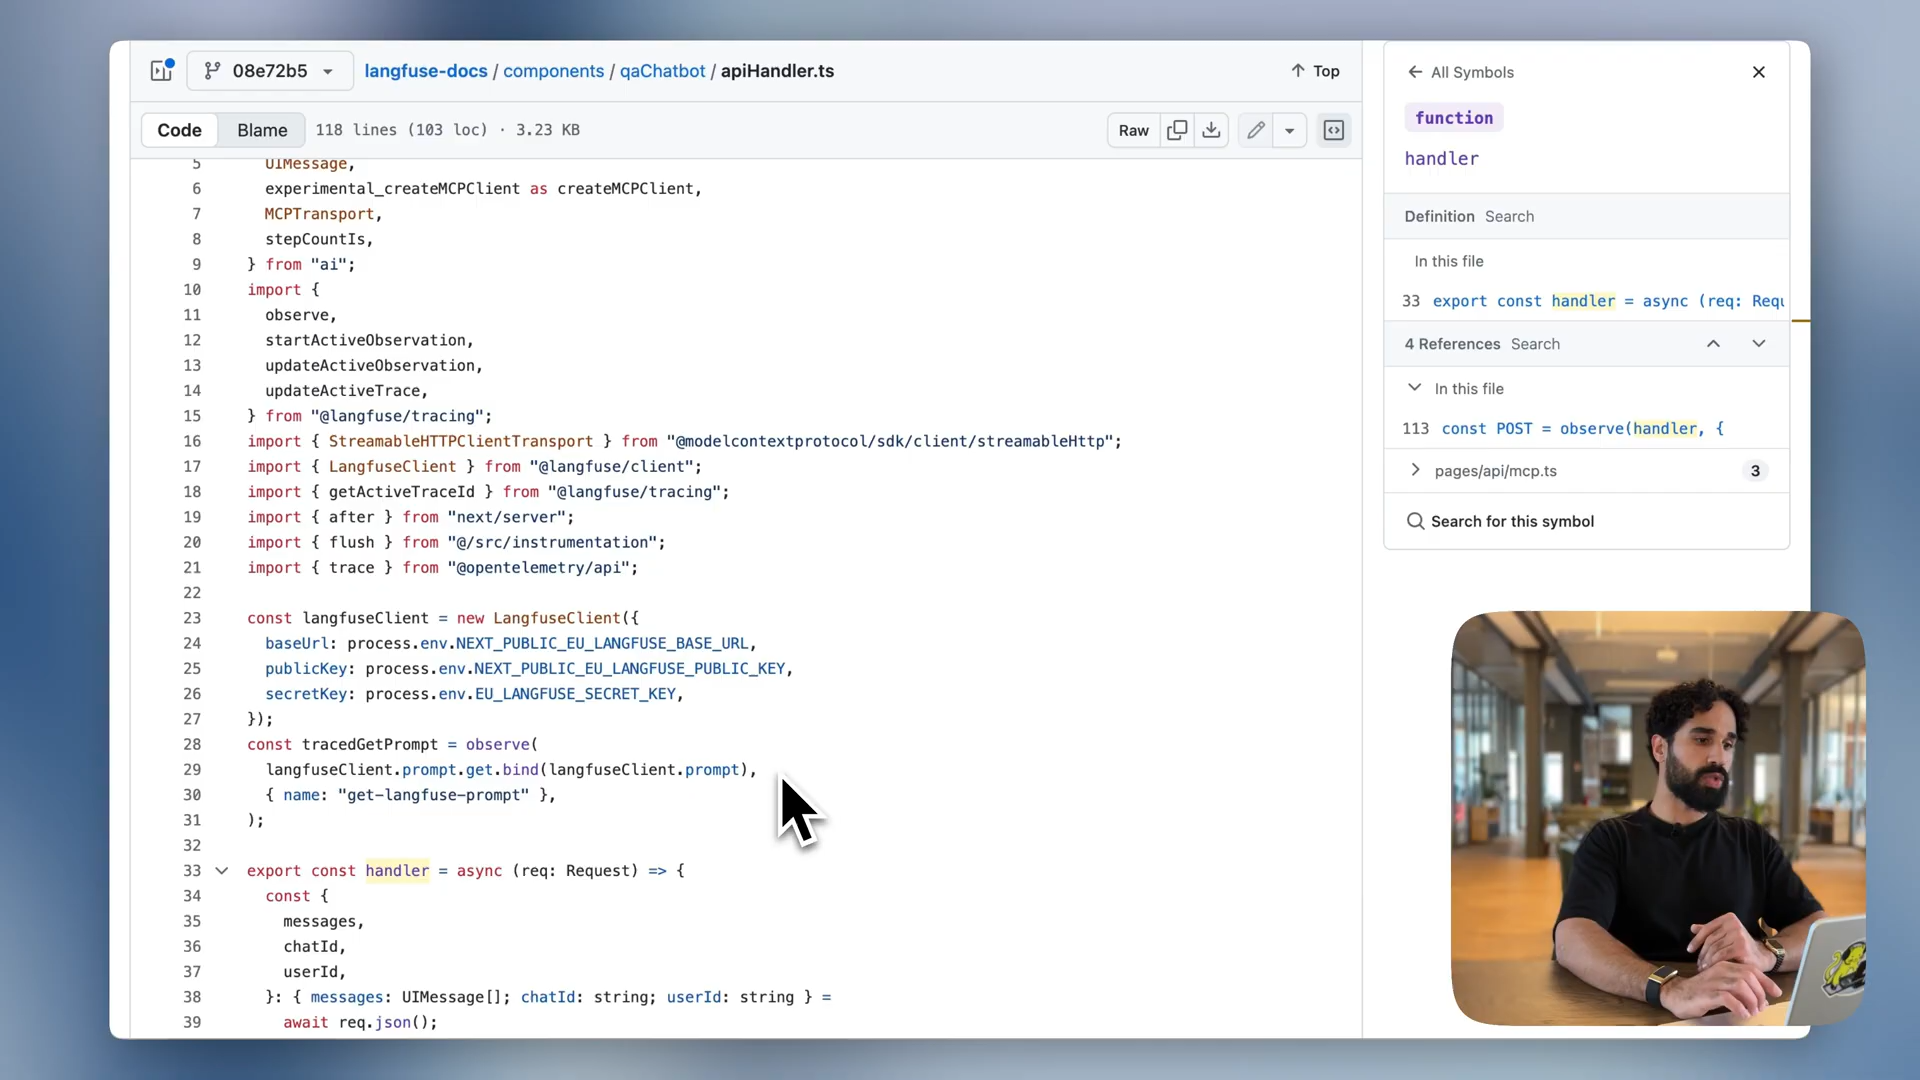 08e72b5
langfuse-docs / components / qaChatbot / apiHandler.ts
Top
Code
Blame
118 lines (103 loc) · 3.23 KB
Raw
5 UIMessage,
6 experimental_createMCPClient as createMCPClient,
7 MCPTransport,
8 stepCountIs,
9 } from "ai";
10 import {
11 observe,
12 startActiveObservation,
13 updateActiveObservation,
14 updateActiveTrace,
15 } from "@langfuse/tracing";
16 import { StreamableHTTPClientTransport } from "@modelcontextprotocol/sdk/client/streamableHttp";
17 import { LangfuseClient } from "@langfuse/client";
18 import { getActiveTraceId } from "@langfuse/tracing";
19 import { after } from "next/server";
20 import { flush } from "@/src/instrumentation";
21 import { trace } from "@opentelemetry/api";
22
23 const langfuseClient = new LangfuseClient({
24 baseUrl: process.env.NEXT_PUBLIC_EU_LANGFUSE_BASE_URL,
25 publicKey: process.env.NEXT_PUBLIC_EU_LANGFUSE_PUBLIC_KEY,
26 secretKey: process.env.EU_LANGFUSE_SECRET_KEY,
27 });
28 const tracedGetPrompt = observe(
29 langfuseClient.prompt.get.bind(langfuseClient.prompt),
30 { name: "get-langfuse-prompt" },
31 );
32
33 export const handler = async (req: Request) => {
34 const {
35 messages,
36 chatId,
37 userId,
38 }: { messages: UIMessage[]; chatId: string; userId: string } =
39 await req.json();
All Symbols
function
handler
Definition Search
In this file
33 export const handler = async (req: Requ
4 References Search
In this file
113 const POST = observe(handler, {
pages/api/mcp.ts 3
Search for this symbol